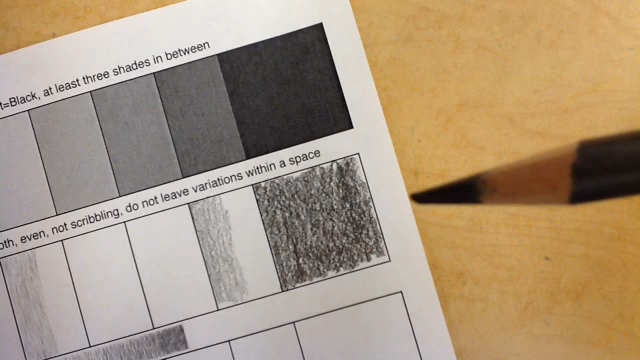 t=Black, at least three shades in between
oth, even, not scribbling, do not leave variations within a space